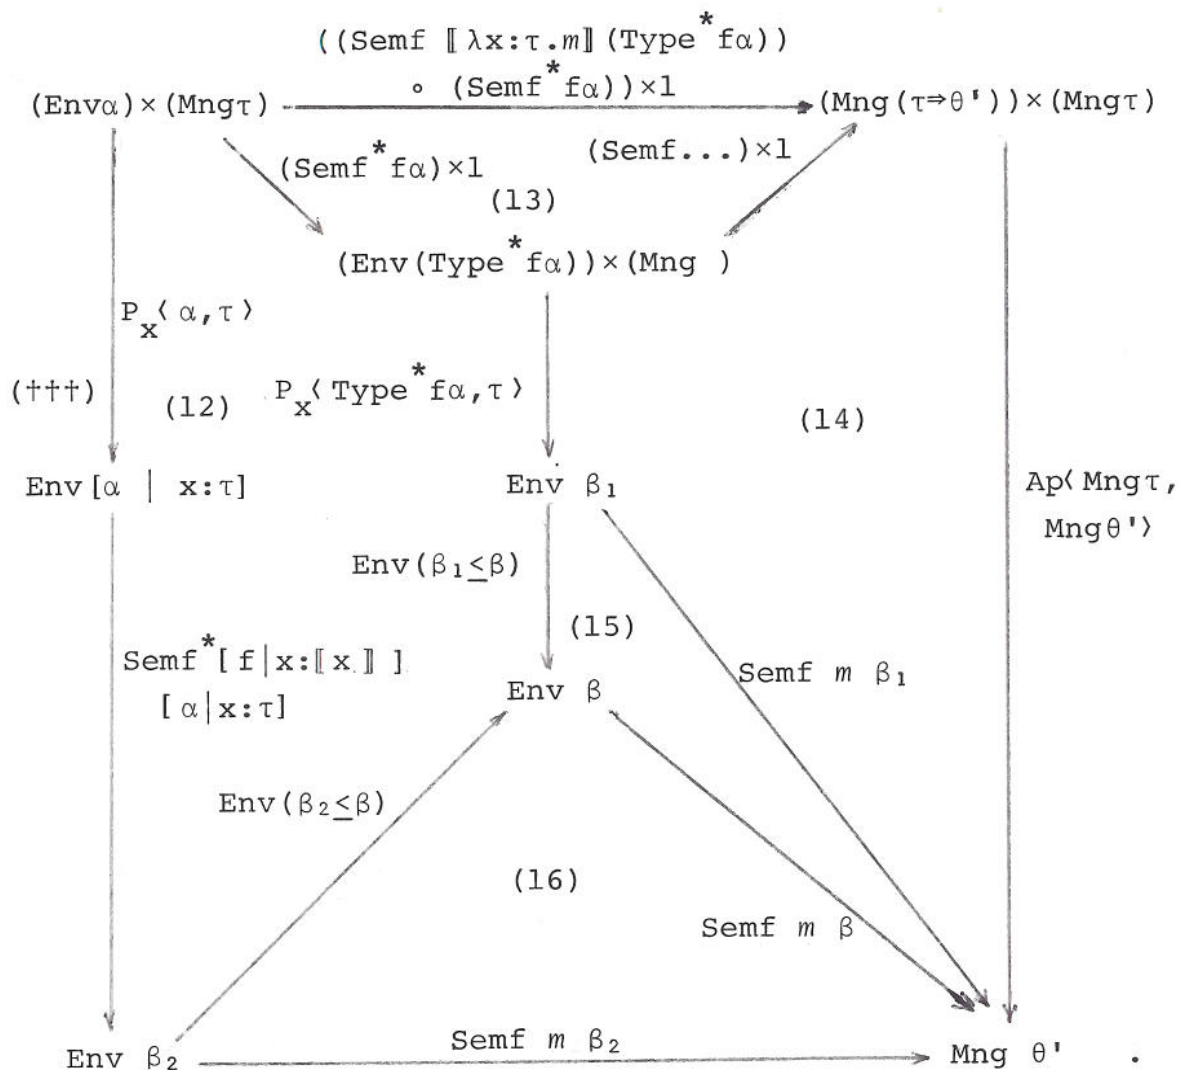 ((Semf ⟦λx:τ.m⟧(Type*fα))
∘ (Semf*fα))×1
(Envα)×(Mngτ)
(Mng(τ⇒θ'))×(Mngτ)
(Semf*fα)×1
(Semf...)×1
(13)
(Env(Type*fα))×(Mng )
P_x⟨α,τ⟩
(†††)
(12)
P_x⟨Type*fα,τ⟩
(14)
Env[α | x:τ]
Env β₁
Ap⟨Mngτ,
Mngθ'⟩
Env(β₁≤β)
(15)
Semf*[f|x:⟦x⟧]
[α|x:τ]
Env β
Semf m β₁
Env(β₂≤β)
(16)
Semf m β
Env β₂
Semf m β₂
Mng θ' .